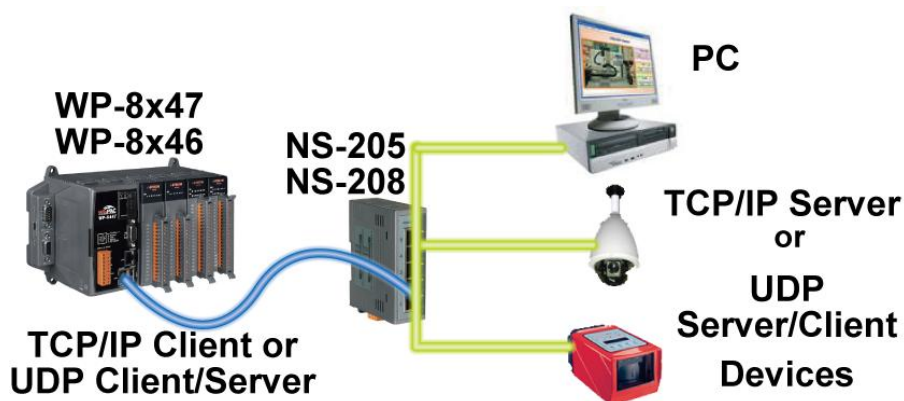 WP-8x47
WP-8x46
NS-205
NS-208
PC
TCP/IP Server
or
UDP
Server/Client
Devices
TCP/IP Client or
UDP Client/Server